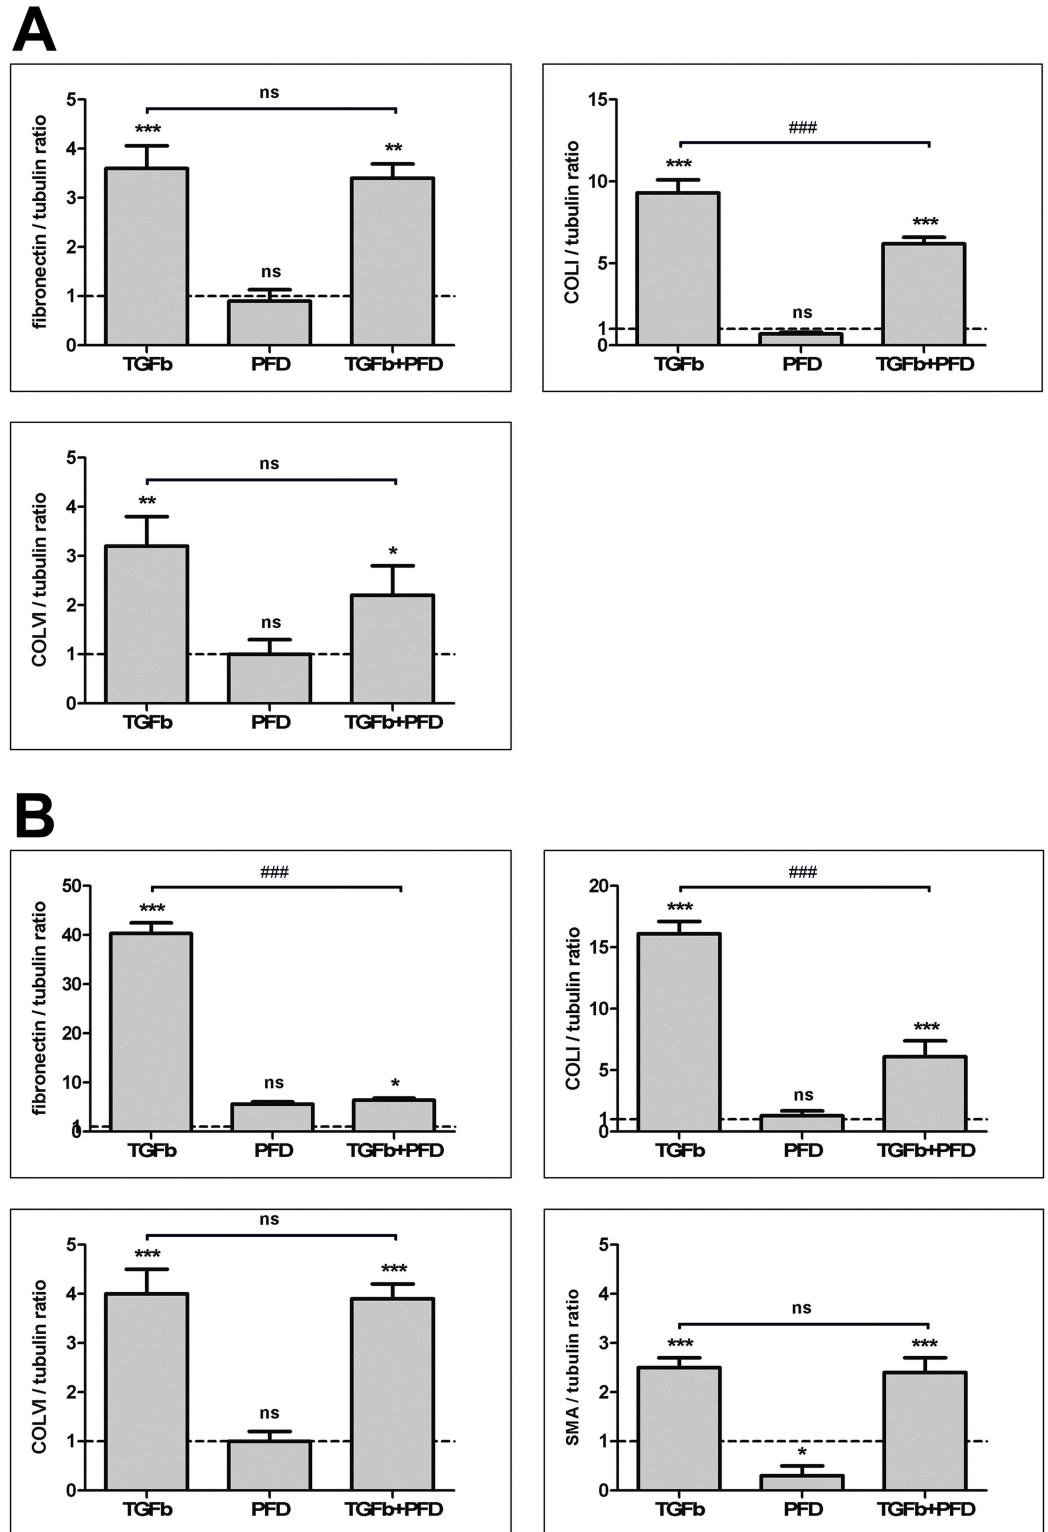 A
fibronectin / tubulin ratio
5
4
3
2
1
0
ns
***
ns
**
TGFb PFD TGFb+PFD
COLI / tubulin ratio
15
10
5
1
0
###
***
ns
***
TGFb PFD TGFb+PFD
COLVI / tubulin ratio
5
4
3
2
1
0
ns
**
ns
*
TGFb PFD TGFb+PFD
B
fibronectin / tubulin ratio
50
40
30
20
10
1
0
###
***
ns
*
TGFb PFD TGFb+PFD
COLI / tubulin ratio
20
15
10
5
1
0
###
***
ns
***
TGFb PFD TGFb+PFD
COLVI / tubulin ratio
5
4
3
2
1
0
ns
***
ns
***
TGFb PFD TGFb+PFD
SMA / tubulin ratio
5
4
3
2
1
0
ns
***
*
***
TGFb PFD TGFb+PFD